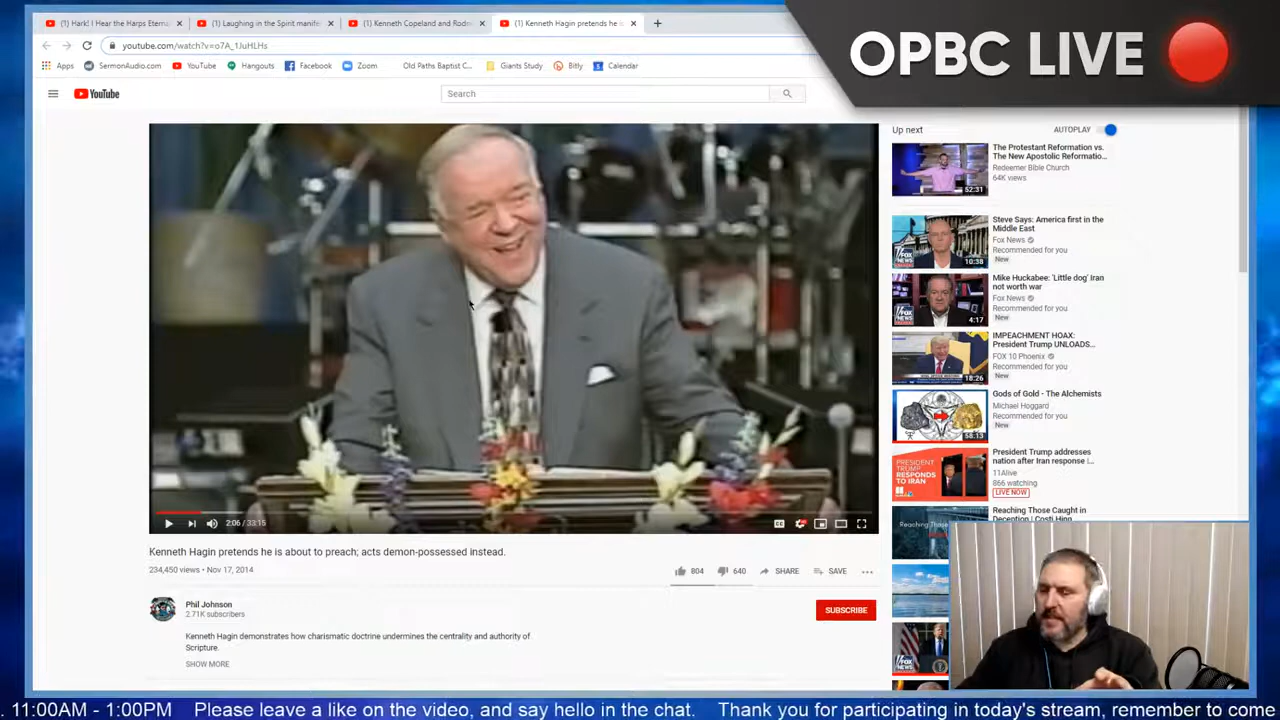 (1) Hark! I Hear the Harps Eterna
(1) Laughing in the Spirit manife
(1) Kenneth Copeland and Rodn
(1) Kenneth Hagin pretends he is
OPBC LIVE
youtube.com/watch?v=o7A_1JuHLHs
Apps SermonAudio.com YouTube Hangouts Facebook Zoom Old Paths Baptist C... Giants Study Bitly Calendar
YouTube
Search
Up next
AUTOPLAY
The Protestant Reformation vs.
The New Apostolic Reformatio...
Redeemer Bible Church
64K views
52:31
Steve Says: America first in the
Middle East
Fox News
Recommended for you
New
10:38
Mike Huckabee: 'Little dog' Iran
not worth war
Fox News
Recommended for you
New
4:17
IMPEACHMENT HOAX:
President Trump UNLOADS...
FOX 10 Phoenix
Recommended for you
New
18:26
Gods of Gold - The Alchemists
Michael Hoggard
Recommended for you
New
58:13
PRESIDENT
TRUMP
RESPONDS
TO IRAN
President Trump addresses
nation after Iran response |...
11Alive
866 watching
LIVE NOW
Reaching Those Caught in
Deception | Costi Hinn
2:06 / 33:15
CC
Kenneth Hagin pretends he is about to preach; acts demon-possessed instead.
234,450 views • Nov 17, 2014
804 640 SHARE SAVE
Phil Johnson
2.71K subscribers
SUBSCRIBE
Kenneth Hagin demonstrates how charismatic doctrine undermines the centrality and authority of
Scripture.
SHOW MORE
11:00AM - 1:00PM Please leave a like on the video, and say hello in the chat. Thank you for participating in today's stream, remember to come